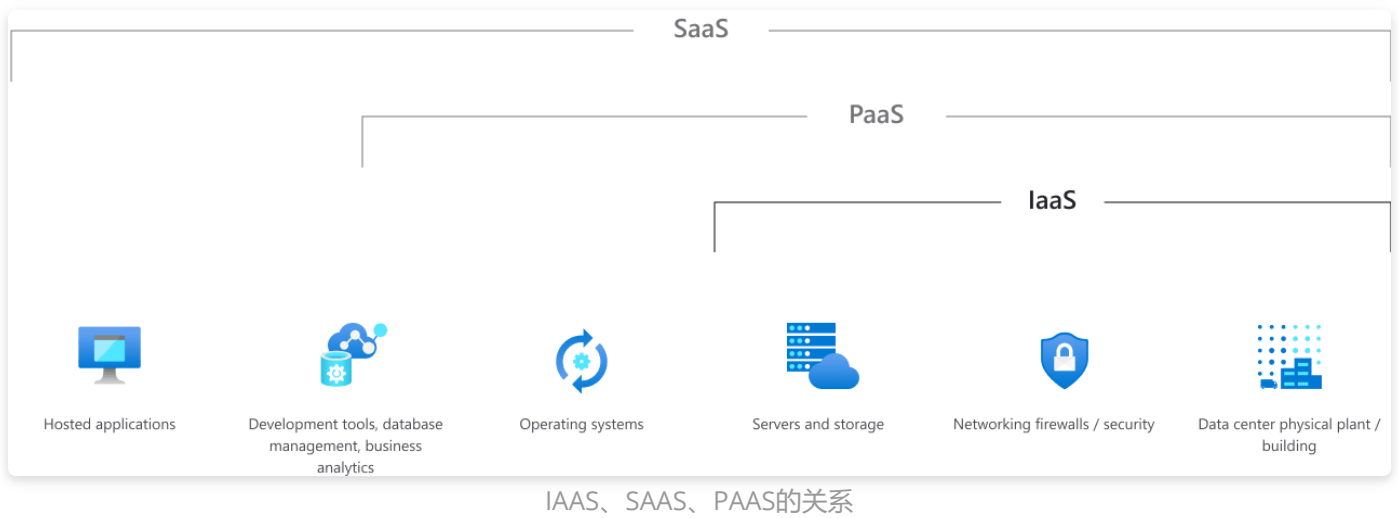 SaaS
PaaS
IaaS
Hosted applications
Development tools, database
management, business
analytics
Operating systems
Servers and storage
Networking firewalls / security
Data center physical plant /
building
IAAS、SAAS、PAAS的关系